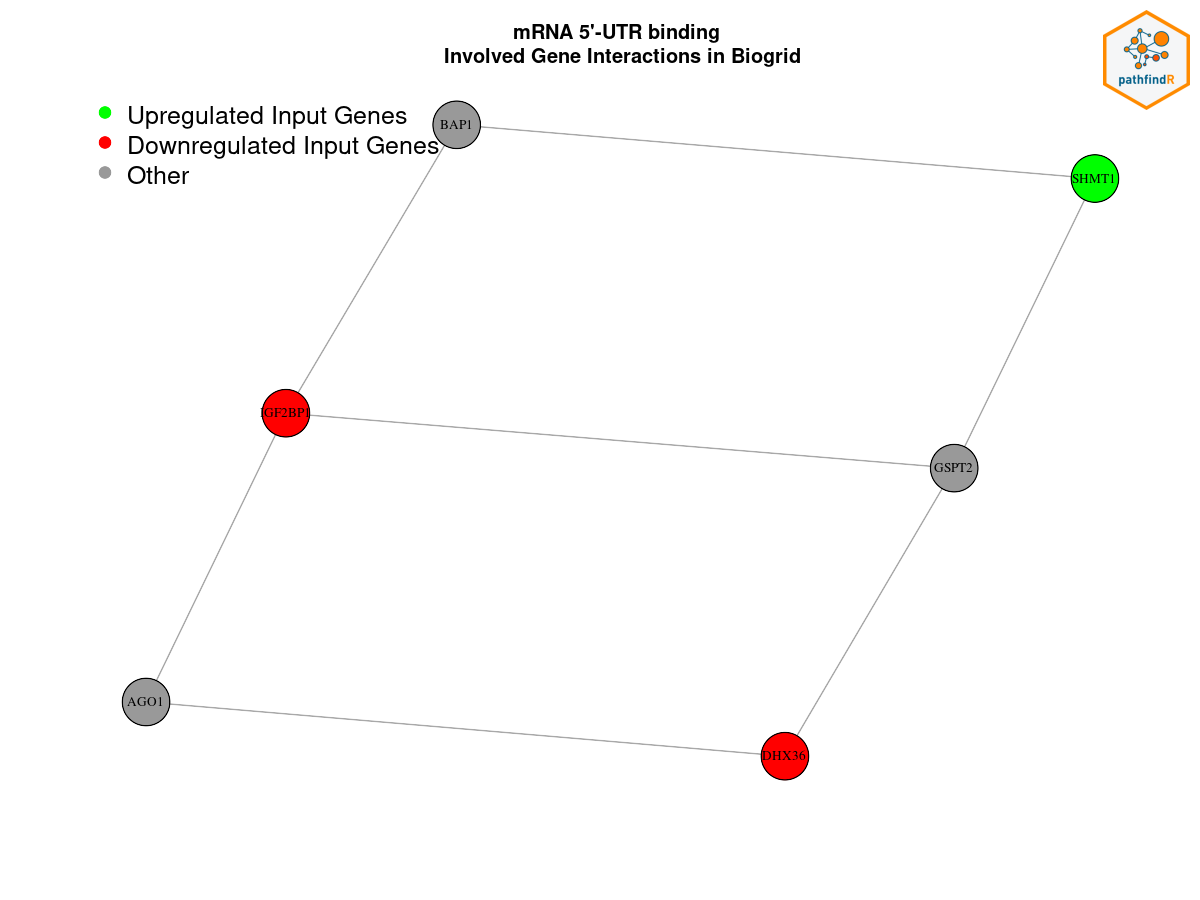 mRNA 5'-UTR binding
Involved Gene Interactions in Biogrid
pathfindR
Upregulated Input Genes
Downregulated Input Genes
Other
BAP1
SHMT1
IGF2BP1
GSPT2
AGO1
DHX36